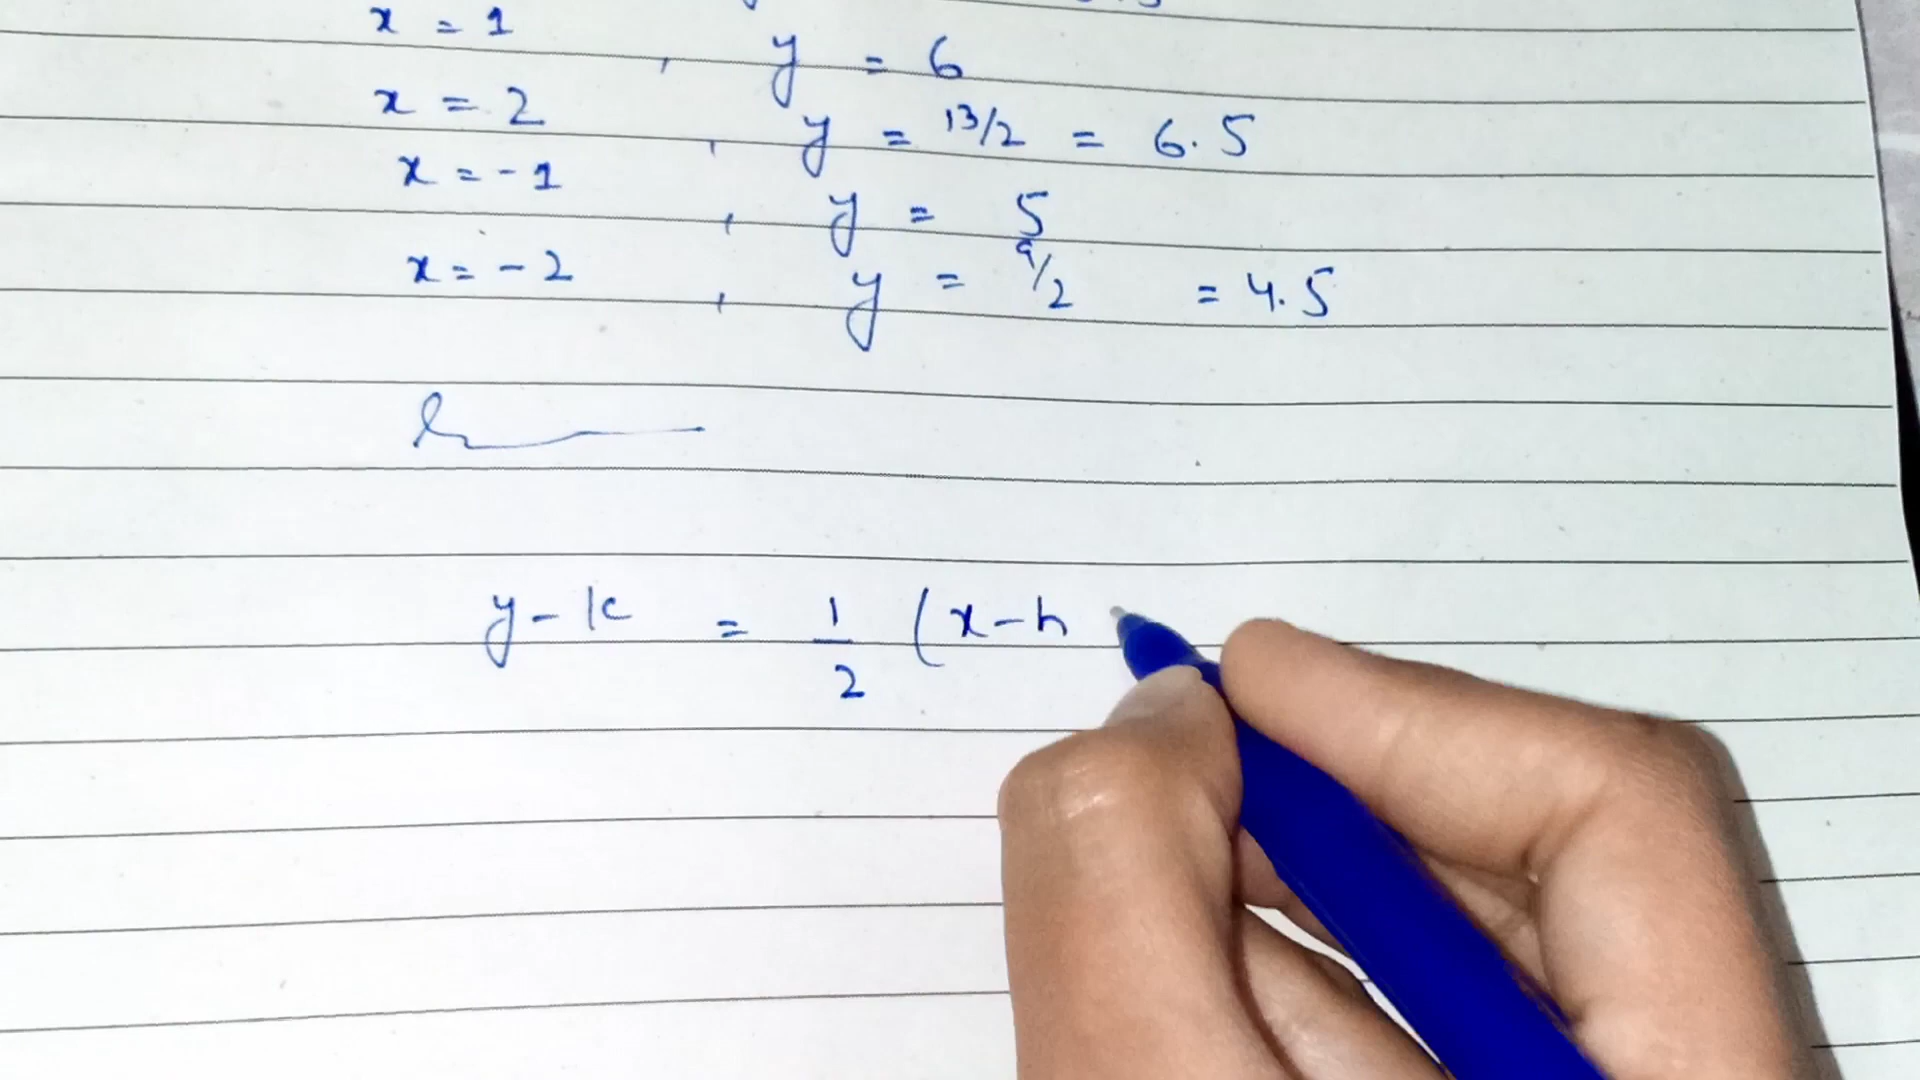 x = 1 , y = 6
x = 2 , y = 13/2 = 6.5
x = -1 , y = 5
x = -2 , y = 9/2 = 4.5
y - k = 1/2 (x - h